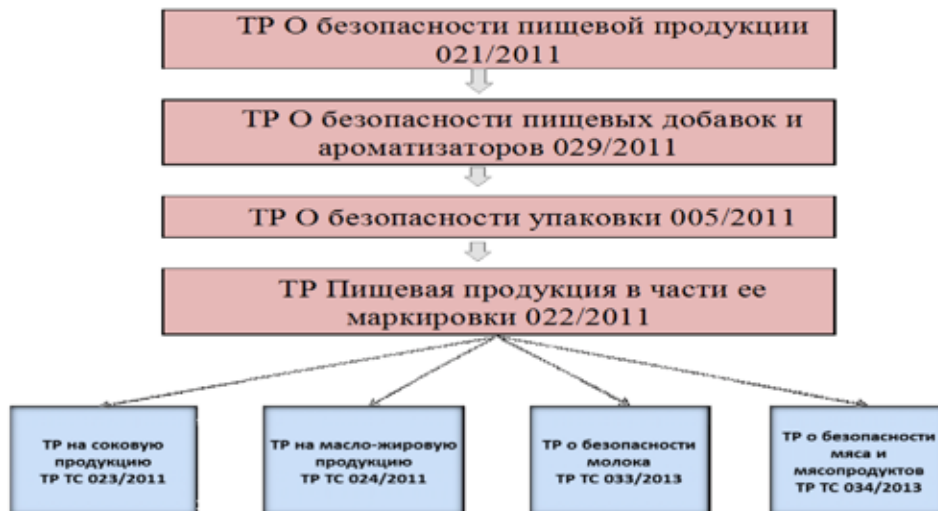 ТР О безопасности пищевой продукции
021/2011
ТР О безопасности пищевых добавок и
ароматизаторов 029/2011
ТР О безопасности упаковки 005/2011
ТР Пищевая продукция в части ее
маркировки 022/2011
ТР на соковую
продукцию
ТР ТС 023/2011
ТР на масло-жировую
продукцию
ТР ТС 024/2011
ТР о безопасности
молока
ТР ТС 033/2013
ТР о безопасности
мяса и
мясопродуктов
ТР ТС 034/2013